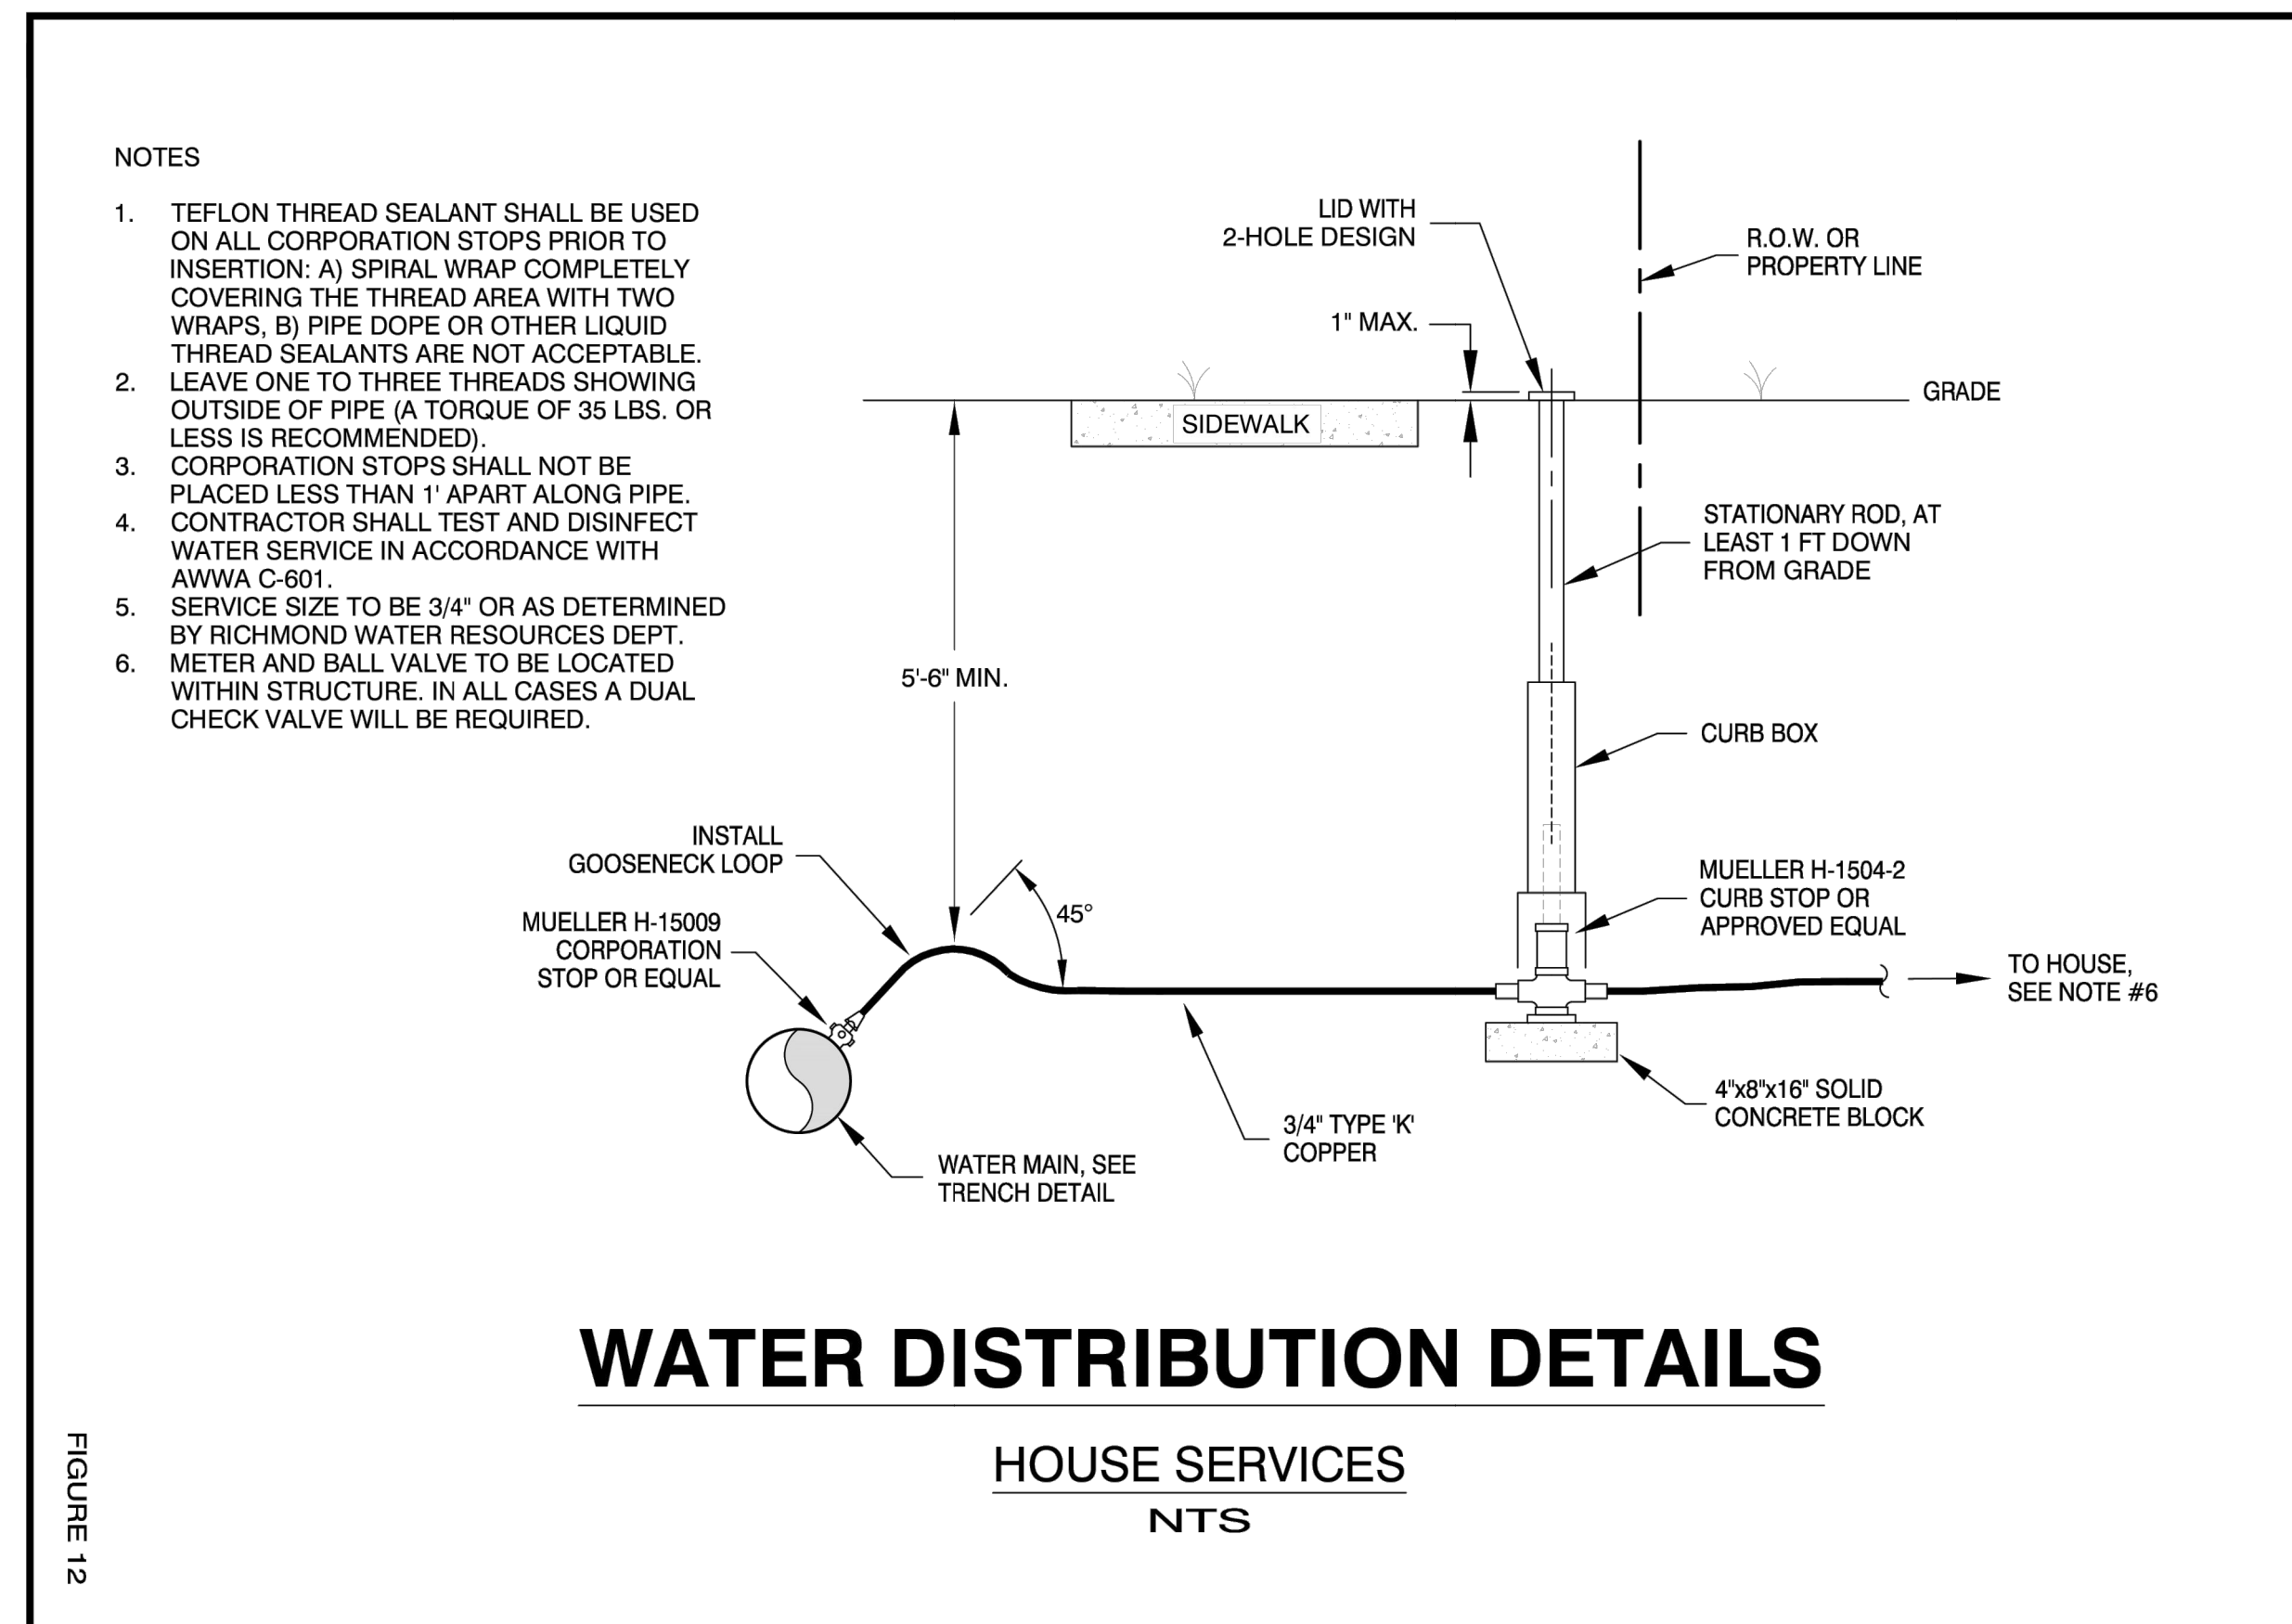 NOTES
1. TEFLON THREAD SEALANT SHALL BE USED
ON ALL CORPORATION STOPS PRIOR TO
INSERTION: A) SPIRAL WRAP COMPLETELY
COVERING THE THREAD AREA WITH TWO
WRAPS, B) PIPE DOPE OR OTHER LIQUID
THREAD SEALANTS ARE NOT ACCEPTABLE.
2. LEAVE ONE TO THREE THREADS SHOWING
OUTSIDE OF PIPE (A TORQUE OF 35 LBS. OR
LESS IS RECOMMENDED).
3. CORPORATION STOPS SHALL NOT BE
PLACED LESS THAN 1' APART ALONG PIPE.
4. CONTRACTOR SHALL TEST AND DISINFECT
WATER SERVICE IN ACCORDANCE WITH
AWWA C-601.
5. SERVICE SIZE TO BE 3/4" OR AS DETERMINED
BY RICHMOND WATER RESOURCES DEPT.
6. METER AND BALL VALVE TO BE LOCATED
WITHIN STRUCTURE. IN ALL CASES A DUAL
CHECK VALVE WILL BE REQUIRED.
LID WITH
2-HOLE DESIGN
R.O.W. OR
PROPERTY LINE
1" MAX.
GRADE
SIDEWALK
STATIONARY ROD, AT
LEAST 1 FT DOWN
FROM GRADE
5'-6" MIN.
CURB BOX
INSTALL
GOOSENECK LOOP
45°
MUELLER H-1504-2
CURB STOP OR
APPROVED EQUAL
MUELLER H-15009
CORPORATION
STOP OR EQUAL
TO HOUSE,
SEE NOTE #6
4"x8"x16" SOLID
CONCRETE BLOCK
3/4" TYPE 'K'
COPPER
WATER MAIN, SEE
TRENCH DETAIL
WATER DISTRIBUTION DETAILS
HOUSE SERVICES
NTS
FIGURE 12